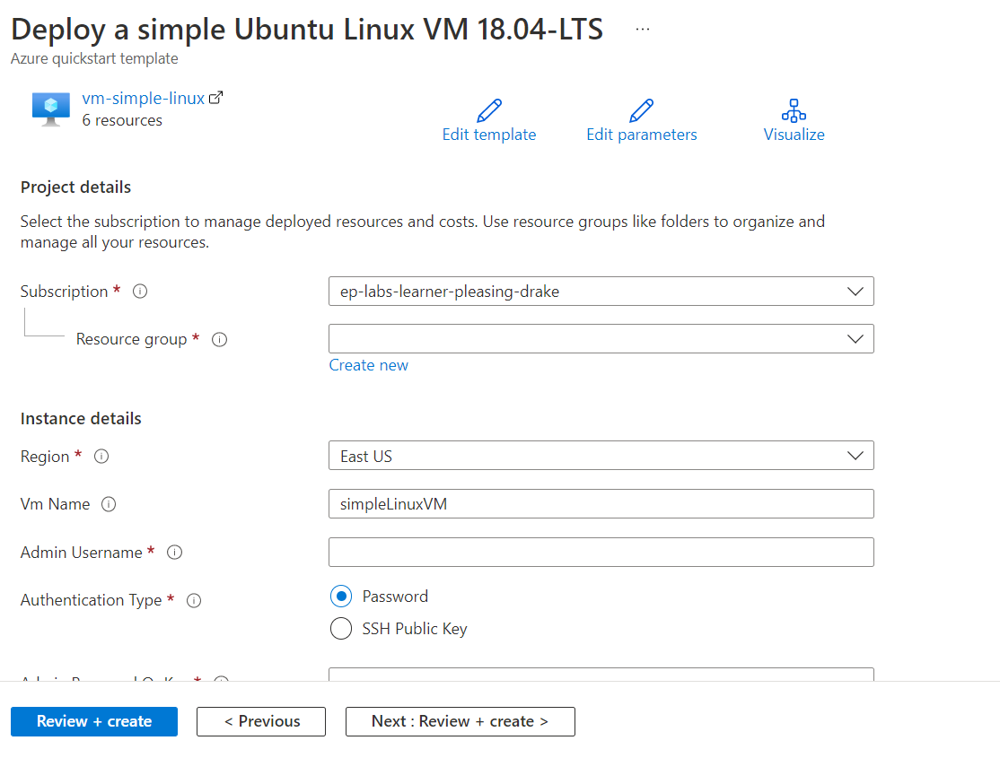 Deploy a simple Ubuntu Linux VM 18.04-LTS ...
Azure quickstart template
vm-simple-linux
6 resources
Edit template
Edit parameters
Visualize
Project details
Select the subscription to manage deployed resources and costs. Use resource groups like folders to organize and
manage all your resources.
Subscription *
ep-labs-learner-pleasing-drake
Resource group *
Create new
Instance details
Region *
East US
Vm Name
simpleLinuxVM
Admin Username *
Authentication Type *
Password
SSH Public Key
Review + create
< Previous
Next : Review + create >